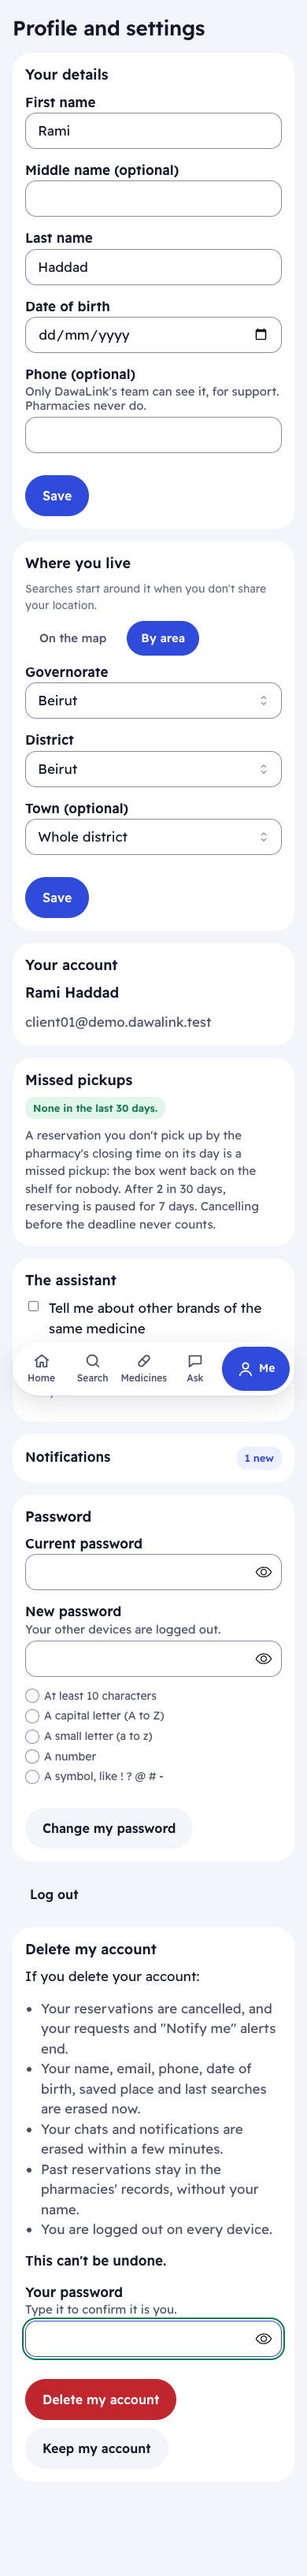 Profile and settings
Your details
First name
Rami
Middle name (optional)
Last name
Haddad
Date of birth
dd/mm/yyyy
Phone (optional)
Only DawaLink's team can see it, for support.
Pharmacies never do.
Save
Where you live
Searches start around it when you don't share
your location.
On the map
By area
Governorate
Beirut
District
Beirut
Town (optional)
Whole district
Save
Your account
Rami Haddad
client01@demo.dawalink.test
Missed pickups
None in the last 30 days.
A reservation you don't pick up by the
pharmacy's closing time on its day is a
missed pickup: the box went back on the
shelf for nobody. After 2 in 30 days,
reserving is paused for 7 days. Cancelling
before the deadline never counts.
The assistant
Tell me about other brands of the
same medicine
Home
Search
Medicines
Ask
Me
Notifications
1 new
Password
Current password
New password
Your other devices are logged out.
At least 10 characters
A capital letter (A to Z)
A small letter (a to z)
A number
A symbol, like ! ? @ # -
Change my password
Log out
Delete my account
If you delete your account:
• Your reservations are cancelled, and
your requests and "Notify me" alerts
end.
• Your name, email, phone, date of
birth, saved place and last searches
are erased now.
• Your chats and notifications are
erased within a few minutes.
• Past reservations stay in the
pharmacies' records, without your
name.
• You are logged out on every device.
This can't be undone.
Your password
Type it to confirm it is you.
Delete my account
Keep my account